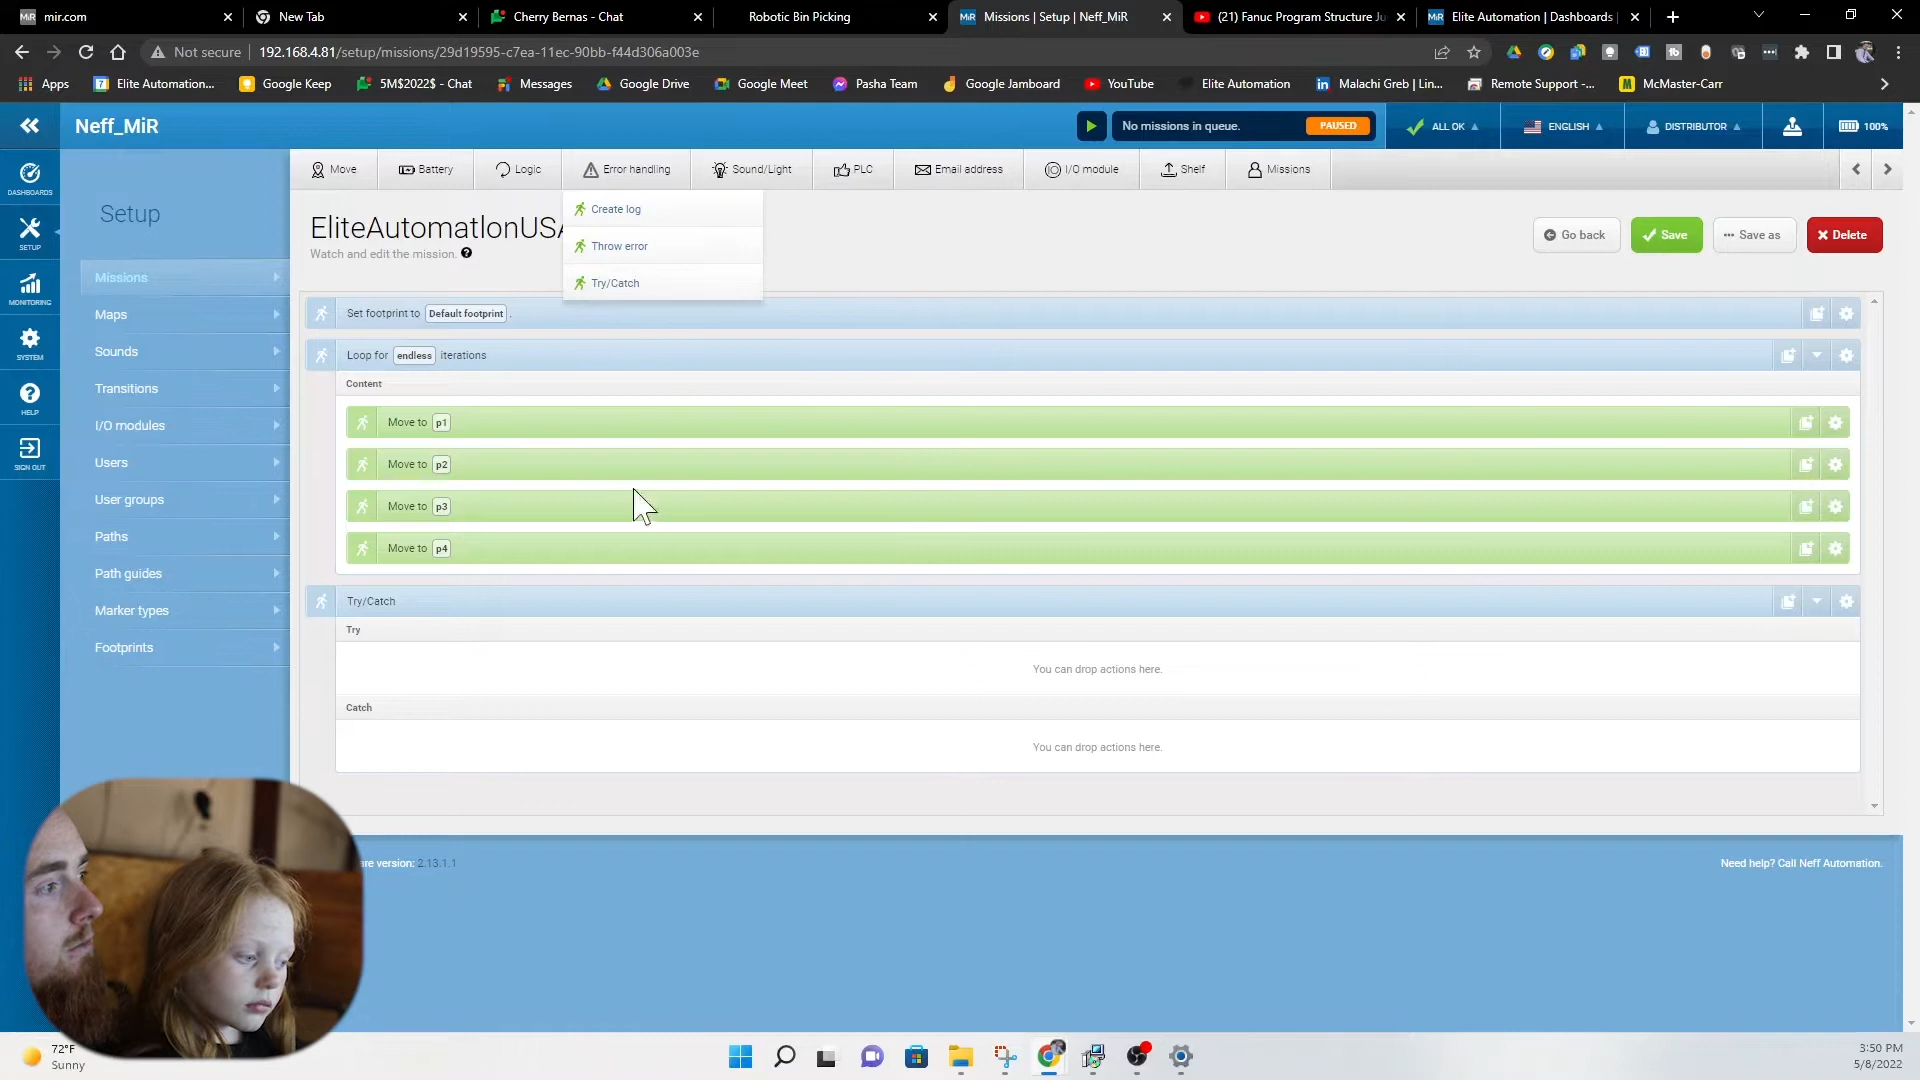 mir.com
New Tab
Cherry Bernas - Chat
Robotic Bin Picking
Missions | Setup | Neff_MiR
(21) Fanuc Program Structure Ju
Elite Automation | Dashboards
Not secure
192.168.4.81/setup/missions/29d19595-c7ea-11ec-90bb-f44d306a003e
Apps
Elite Automation...
Google Keep
5M$2022$ - Chat
Messages
Google Drive
Google Meet
Pasha Team
Google Jamboard
YouTube
Elite Automation
Malachi Greb | Lin...
Remote Support -...
McMaster-Carr
Neff_MiR
No missions in queue.
PAUSED
ALL OK
ENGLISH
DISTRIBUTOR
100%
DASHBOARDS
SETUP
MONITORING
SYSTEM
HELP
SIGN OUT
Setup
Missions
Maps
Sounds
Transitions
I/O modules
Users
User groups
Paths
Path guides
Marker types
Footprints
Move
Battery
Logic
Error handling
Sound/Light
PLC
Email address
I/O module
Shelf
Missions
Create log
Throw error
Try/Catch
EliteAutomatIonUSA
Watch and edit the mission.
Go back
Save
Save as
Delete
Set footprint to Default footprint .
Loop for endless iterations
Content
Move to p1
Move to p2
Move to p3
Move to p4
Try/Catch
Try
You can drop actions here.
Catch
You can drop actions here.
are version: 2.13.1.1
Need help? Call Neff Automation.
72°F
Sunny
3:50 PM
5/8/2022